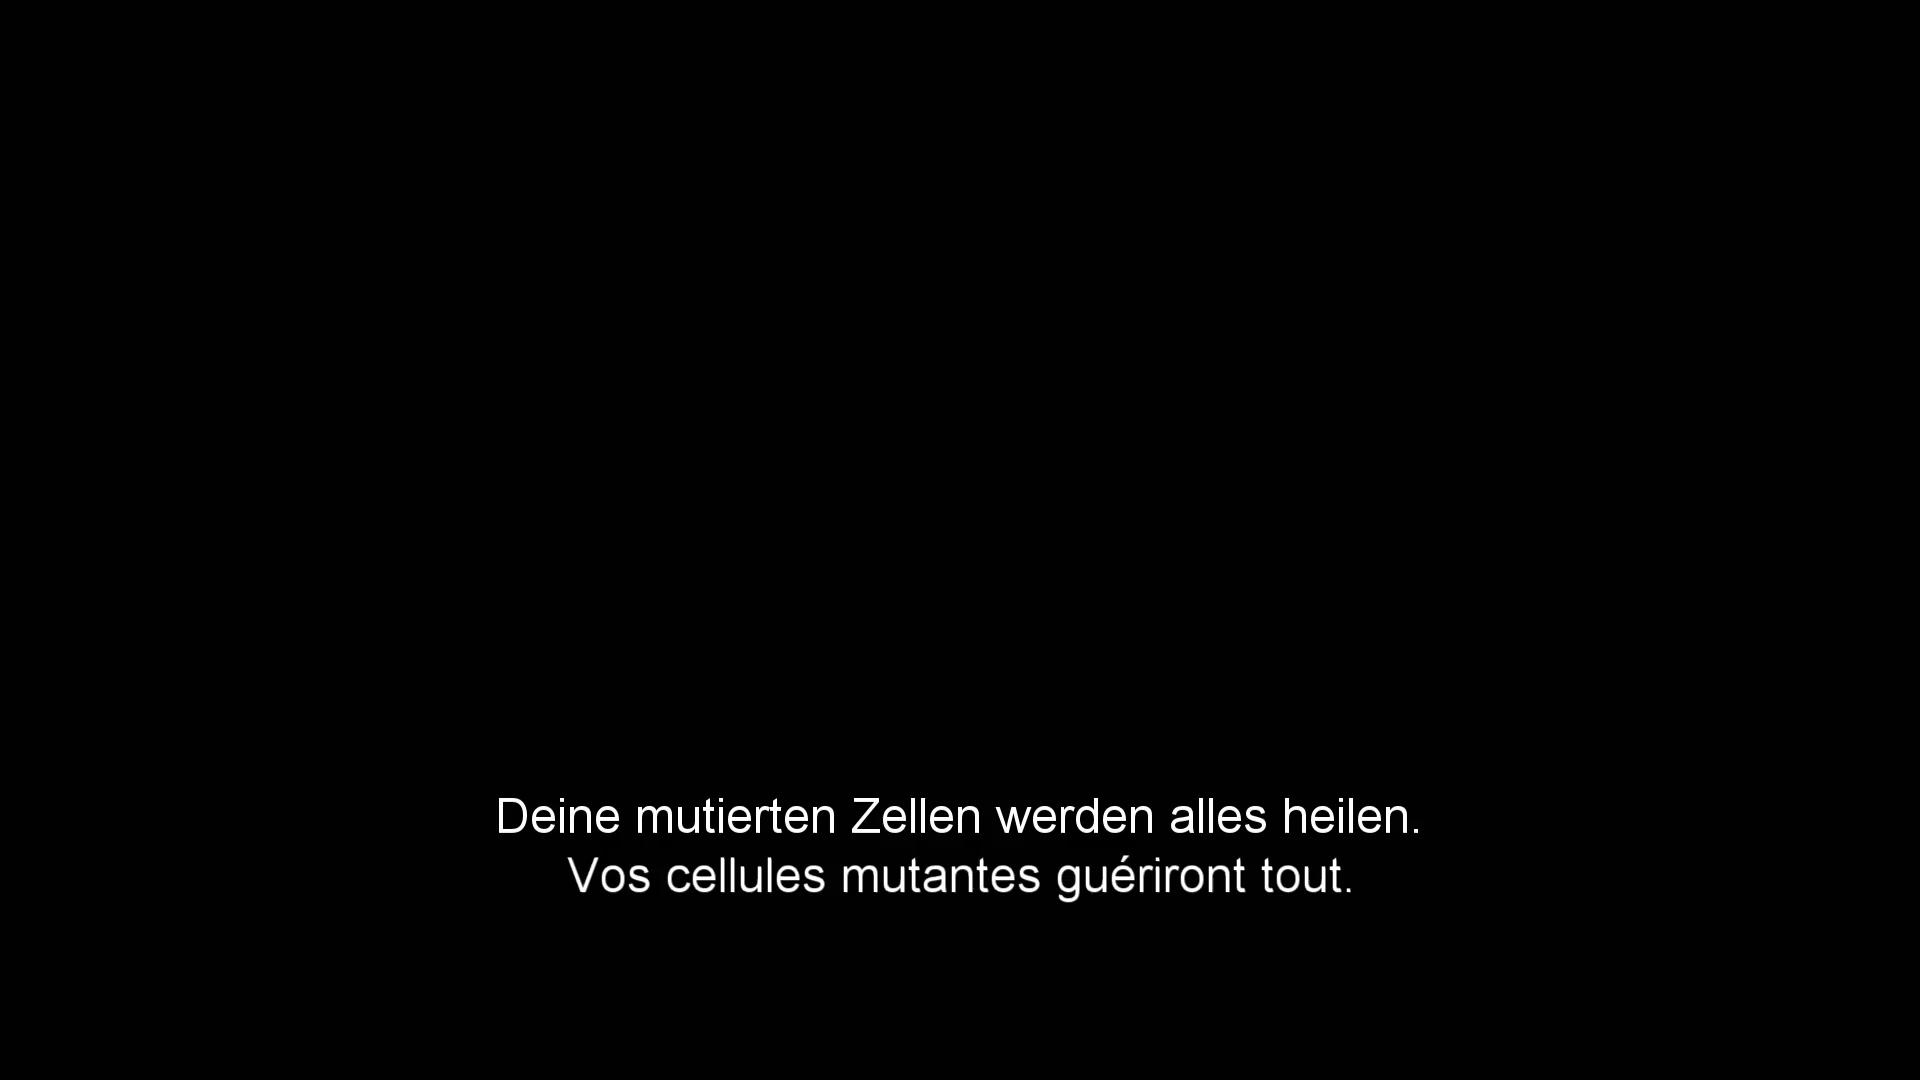 Deine mutierten Zellen werden alles heilen.
Vos cellules mutantes guériront tout.